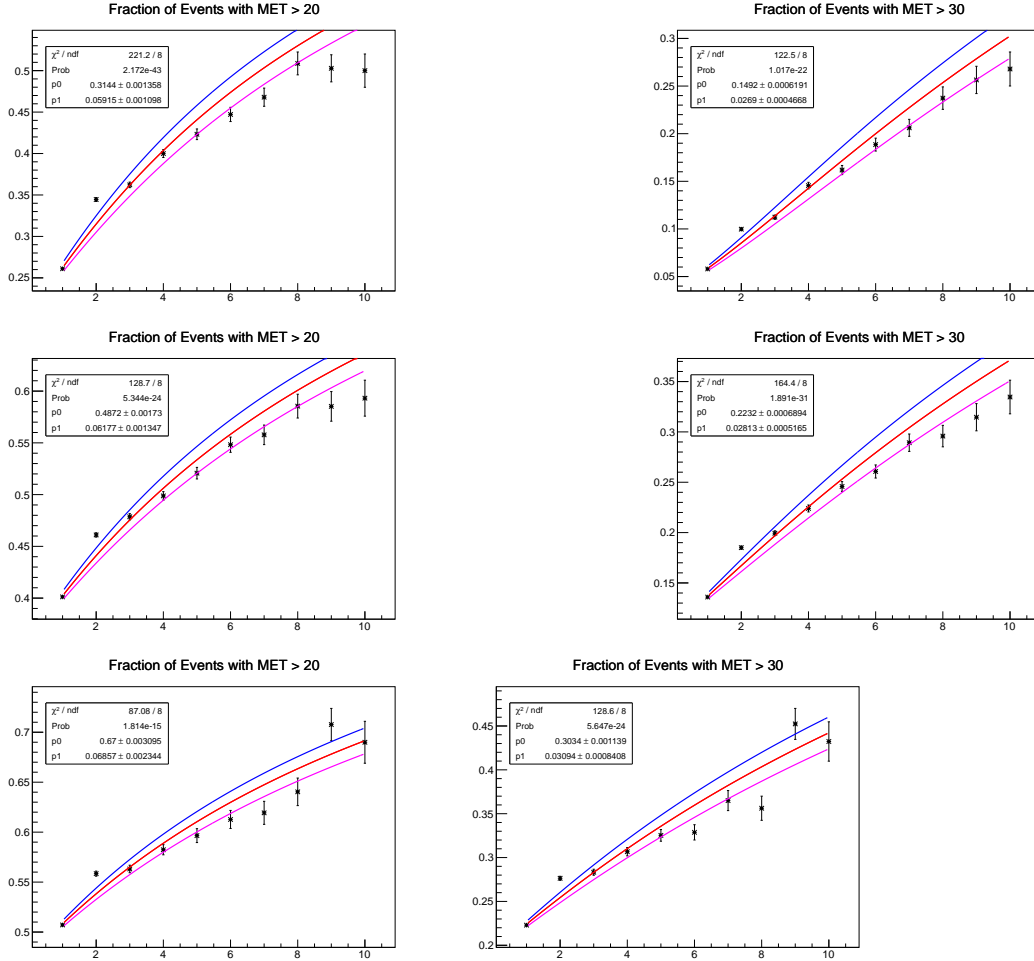 Fraction of Events with MET > 20
χ² / ndf 221.2 / 8
Prob 2.172e-43
p0 0.3144 ± 0.001358
p1 0.05915 ± 0.001098
0.5
0.45
0.4
0.35
0.3
0.25
2 4 6 8 10
Fraction of Events with MET > 30
χ² / ndf 122.5 / 8
Prob 1.017e-22
p0 0.1492 ± 0.0006191
p1 0.0269 ± 0.0004668
0.3
0.25
0.2
0.15
0.1
0.05
2 4 6 8 10
Fraction of Events with MET > 20
χ² / ndf 128.7 / 8
Prob 5.344e-24
p0 0.4872 ± 0.00173
p1 0.06177 ± 0.001347
0.6
0.55
0.5
0.45
0.4
2 4 6 8 10
Fraction of Events with MET > 30
χ² / ndf 164.4 / 8
Prob 1.891e-31
p0 0.2232 ± 0.0006894
p1 0.02813 ± 0.0005165
0.35
0.3
0.25
0.2
0.15
2 4 6 8 10
Fraction of Events with MET > 20
χ² / ndf 87.08 / 8
Prob 1.814e-15
p0 0.67 ± 0.003095
p1 0.06857 ± 0.002344
0.7
0.65
0.6
0.55
0.5
2 4 6 8 10
Fraction of Events with MET > 30
χ² / ndf 128.6 / 8
Prob 5.647e-24
p0 0.3034 ± 0.001139
p1 0.03094 ± 0.0008408
0.45
0.4
0.35
0.3
0.25
0.2
2 4 6 8 10